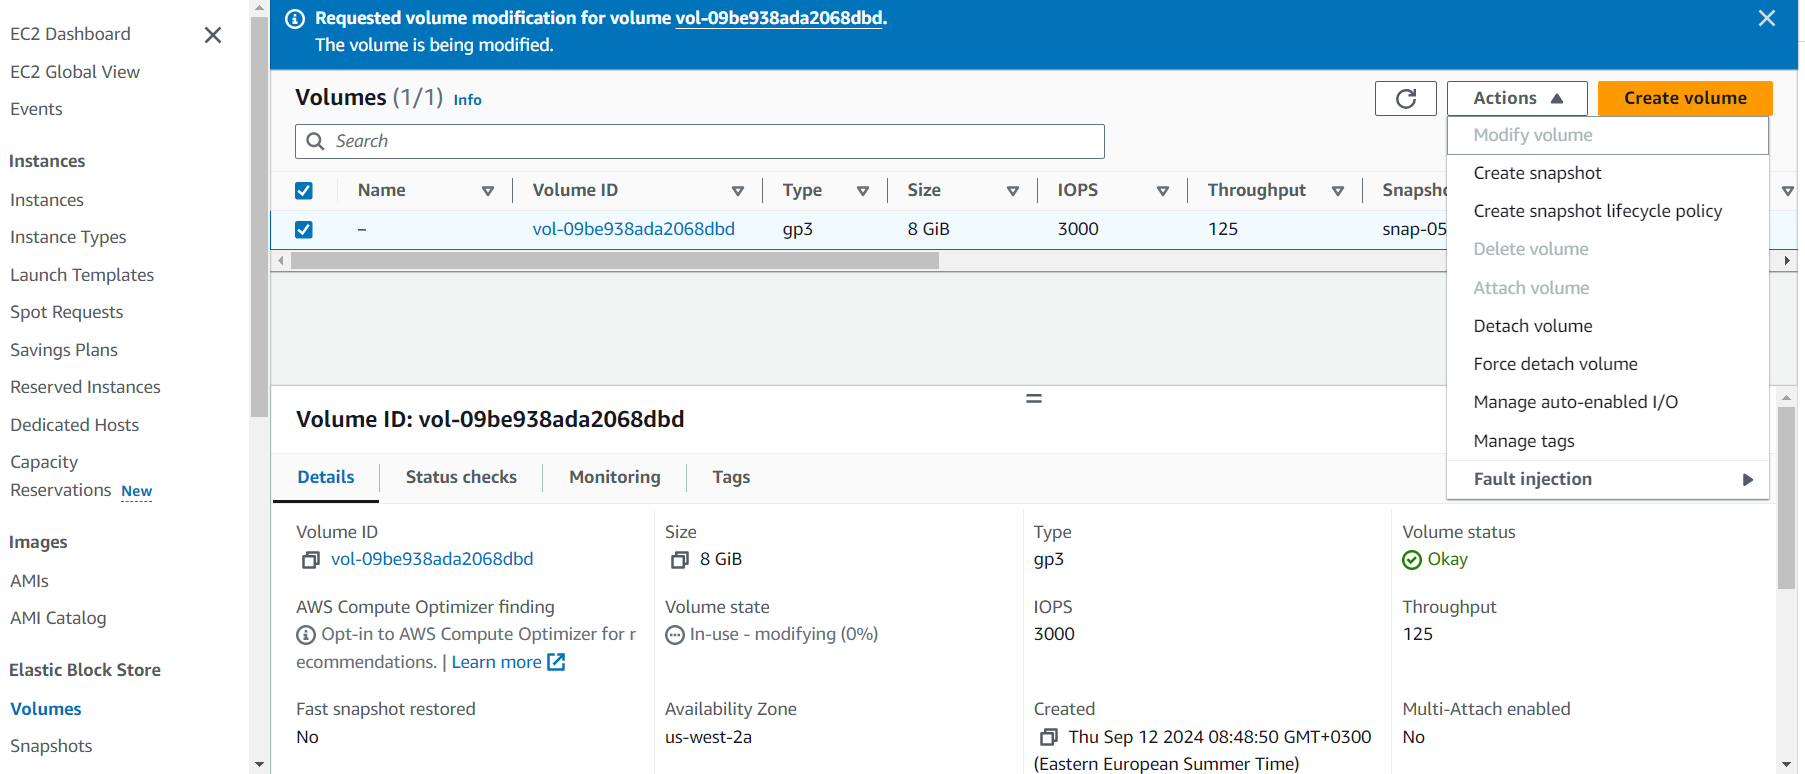 EC2 Dashboard
EC2 Global View
Events
Instances
Instances
Instance Types
Launch Templates
Spot Requests
Savings Plans
Reserved Instances
Dedicated Hosts
Capacity
Reservations New
Images
AMIs
AMI Catalog
Elastic Block Store
Volumes
Snapshots
Requested volume modification for volume vol-09be938ada2068dbd.
The volume is being modified.
Volumes (1/1) Info
Actions
Create volume
Search
Name Volume ID Type Size IOPS Throughput
– vol-09be938ada2068dbd gp3 8 GiB 3000 125 snap-05
Modify volume
Create snapshot
Create snapshot lifecycle policy
Delete volume
Attach volume
Detach volume
Force detach volume
Manage auto-enabled I/O
Manage tags
Fault injection
Volume ID: vol-09be938ada2068dbd
Details Status checks Monitoring Tags
Volume ID
vol-09be938ada2068dbd
Size
8 GiB
Type
gp3
Volume status
Okay
AWS Compute Optimizer finding
Opt-in to AWS Compute Optimizer for r
ecommendations. | Learn more
Volume state
In-use - modifying (0%)
IOPS
3000
Throughput
125
Fast snapshot restored
No
Availability Zone
us-west-2a
Created
Thu Sep 12 2024 08:48:50 GMT+0300
(Eastern European Summer Time)
Multi-Attach enabled
No